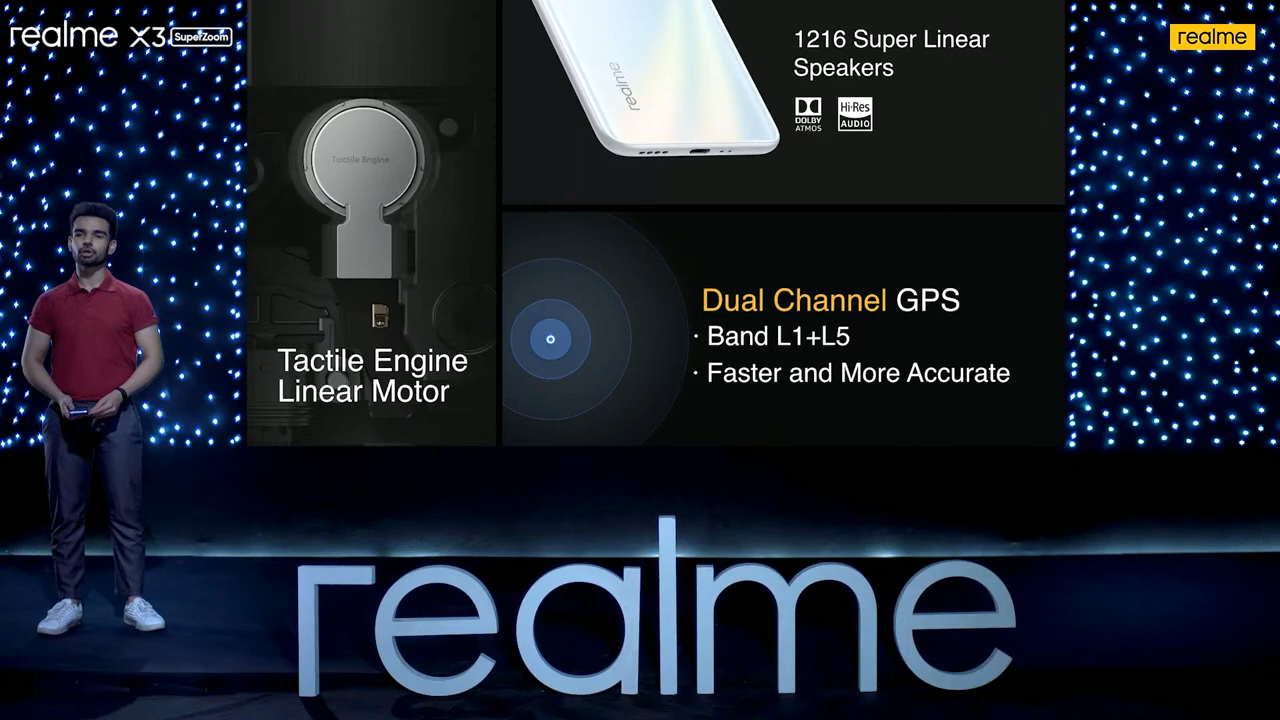 realme X3 SuperZoom
realme
1216 Super Linear
Speakers
DOLBY
ATMOS
Hi-Res
AUDIO
realme
Tactile Engine
Tactile Engine
Linear Motor
Dual Channel GPS
· Band L1+L5
· Faster and More Accurate
realme